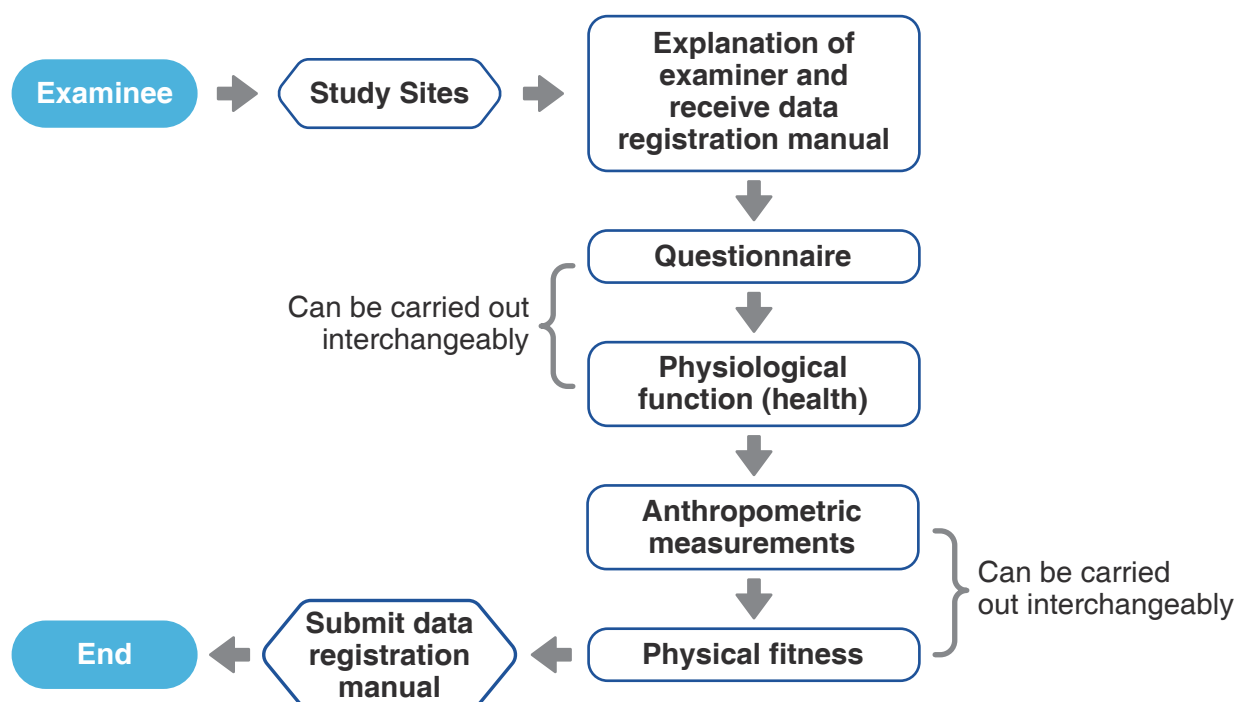 Examinee
Study Sites
Explanation of
examiner and
receive data
registration manual
Questionnaire
Can be carried out
interchangeably
Physiological
function (health)
Anthropometric
measurements
Can be carried
out interchangeably
Physical fitness
Submit data
registration
manual
End